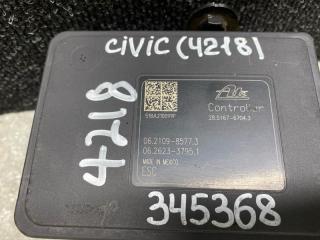 CiViC (4218)
4218
Ate
Controller
28.5167-6704.3
06.2109-8577.3
06.2623-3795.1
MADE IN MEXICO
ESC
345368